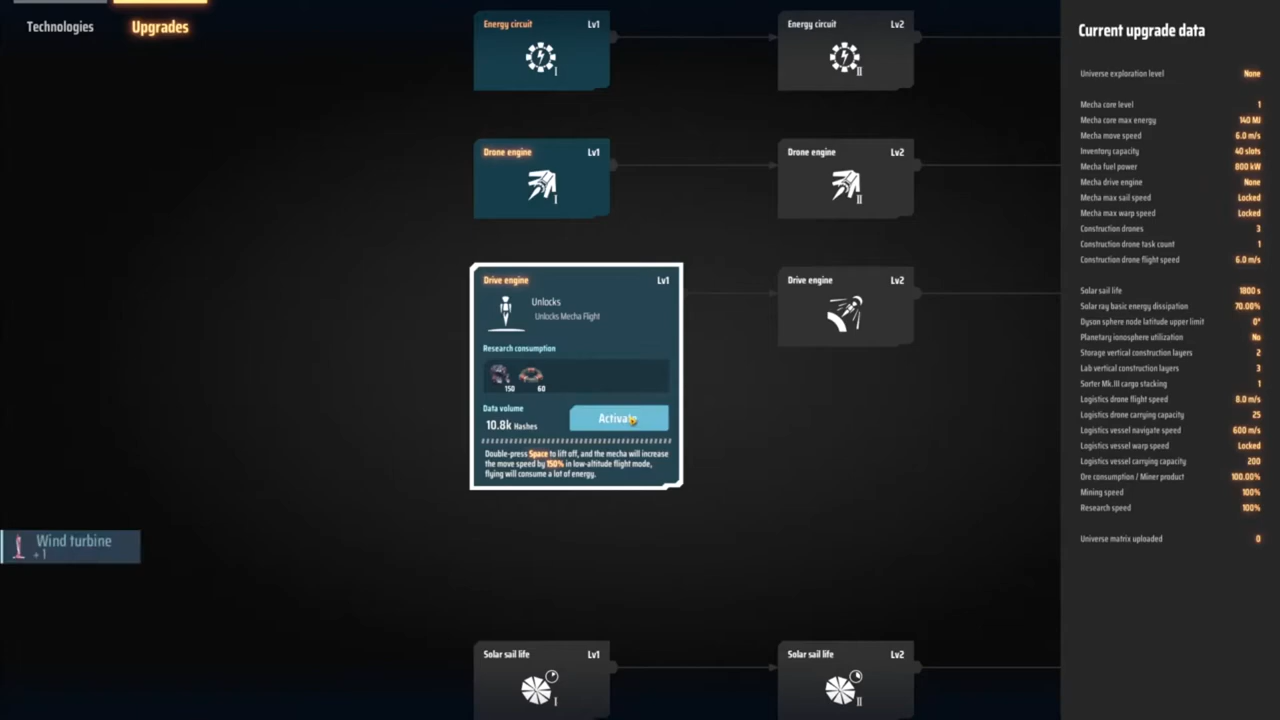 Technologies
Upgrades
Energy circuit Lv1
I
Energy circuit Lv2
II
Drone engine Lv1
I
Drone engine Lv2
II
Drive engine Lv1
Unlocks
Unlocks Mecha Flight
Research consumption
150 60
Data volume
10.8k Hashes
Activate
Double-press Space to lift off, and the mecha will increase
the move speed by 150% in low-altitude flight mode,
flying will consume a lot of energy.
Drive engine Lv2
Wind turbine
+1
Solar sail life Lv1
I
Solar sail life Lv2
II
Current upgrade data
Universe exploration level None
Mecha core level 1
Mecha core max energy 140 MJ
Mecha move speed 6.0 m/s
Inventory capacity 40 slots
Mecha fuel power 800 kW
Mecha drive engine None
Mecha max sail speed Locked
Mecha max warp speed Locked
Construction drones 3
Construction drone task count 1
Construction drone flight speed 6.0 m/s
Solar sail life 1800 s
Solar ray basic energy dissipation 70.00%
Dyson sphere node latitude upper limit 0°
Planetary ionosphere utilization No
Storage vertical construction layers 2
Lab vertical construction layers 3
Sorter Mk.III cargo stacking 1
Logistics drone flight speed 8.0 m/s
Logistics drone carrying capacity 25
Logistics vessel navigate speed 600 m/s
Logistics vessel warp speed Locked
Logistics vessel carrying capacity 200
Ore consumption / Miner product 100.00%
Mining speed 100%
Research speed 100%
Universe matrix uploaded 0